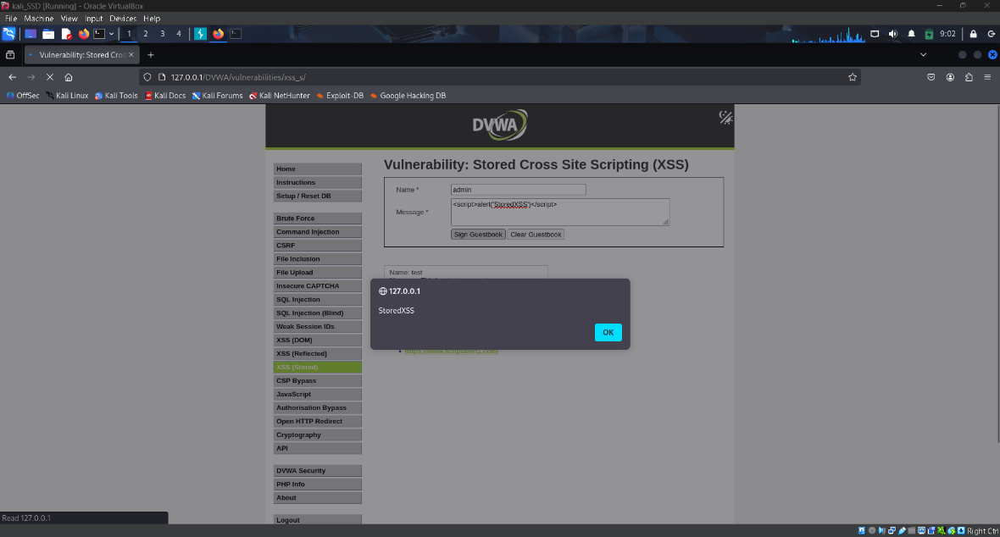 kali_SSD [Running] - Oracle VirtualBox
File Machine View Input Devices Help
1 2 3 4 9:02
Vulnerability: Stored Cros
127.0.0.1/DVWA/vulnerabilities/xss_s/
OffSec Kali Linux Kali Tools Kali Docs Kali Forums Kali NetHunter Exploit-DB Google Hacking DB
DVWA
Home
Instructions
Setup / Reset DB
Brute Force
Command Injection
CSRF
File Inclusion
File Upload
Insecure CAPTCHA
SQL Injection
SQL Injection (Blind)
Weak Session IDs
XSS (DOM)
XSS (Reflected)
XSS (Stored)
CSP Bypass
JavaScript
Authorisation Bypass
Open HTTP Redirect
Cryptography
API
DVWA Security
PHP Info
About
Logout
Vulnerability: Stored Cross Site Scripting (XSS)
Name * admin
Message * <script>alert('StoredXSS')</script>
Sign Guestbook Clear Guestbook
Name: test
127.0.0.1
StoredXSS
OK
https://www.scriptalert1.com/
Read 127.0.0.1
Right Ctrl